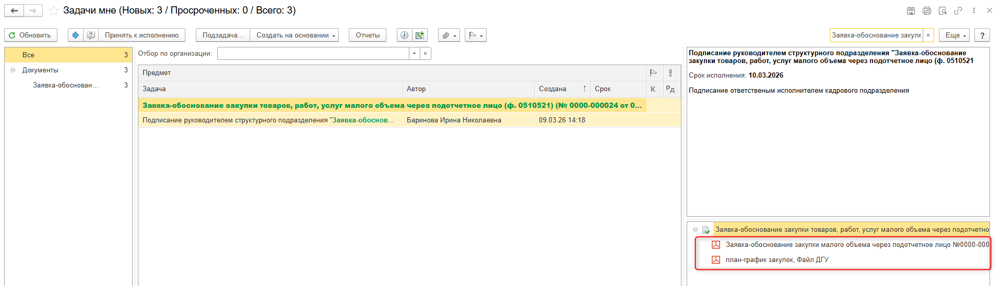 Задачи мне (Новых: 3 / Просроченных: 0 / Всего: 3)
Обновить
Принять к исполнению
Подзадача...
Создать на основании
Отчеты
Заявка-обоснование закупк
×
Еще
?
Все 3
Документы 3
Заявка-обоснован... 3
Отбор по организации:
Предмет
Задача Автор Создана ↑ Срок К Рд
Заявка-обоснование закупки товаров, работ, услуг малого объема через подотчетное лицо (ф. 0510521) (№ 0000-000024 от 0...
Подписание руководителем структурного подразделения "Заявка-обоснов... Баринова Ирина Николаевна 09.03.26 14:18
Подписание руководителем структурного подразделения "Заявка-обоснование
закупки товаров, работ, услуг малого объема через подотчетное лицо (ф. 0510521
Срок исполнения: 10.03.2026
Подписание ответственым исполнителем кадрового подразделения
Заявка-обоснование закупки товаров, работ, услуг малого объема через подотчетно
Заявка-обоснование закупки малого объема через подотчетное лицо №0000-000
план-график закупок, Файл ДГУ